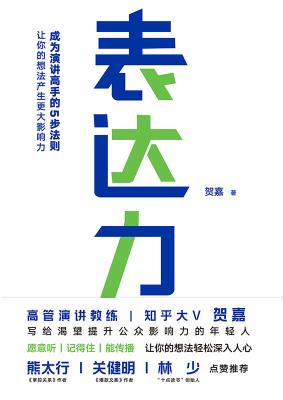 成为演讲高手的5步法则
让你的想法产生更大影响力
表达力
贺嘉 著
高管演讲教练|知乎大V 贺嘉
写给渴望提升公众影响力的年轻人
愿意听|记得住|能传播 让你的想法轻松深入人心
熊太行|关健明|林少
《掌控关系》作者 《爆款文案》作者 “十点读书”创始人
点赞推荐